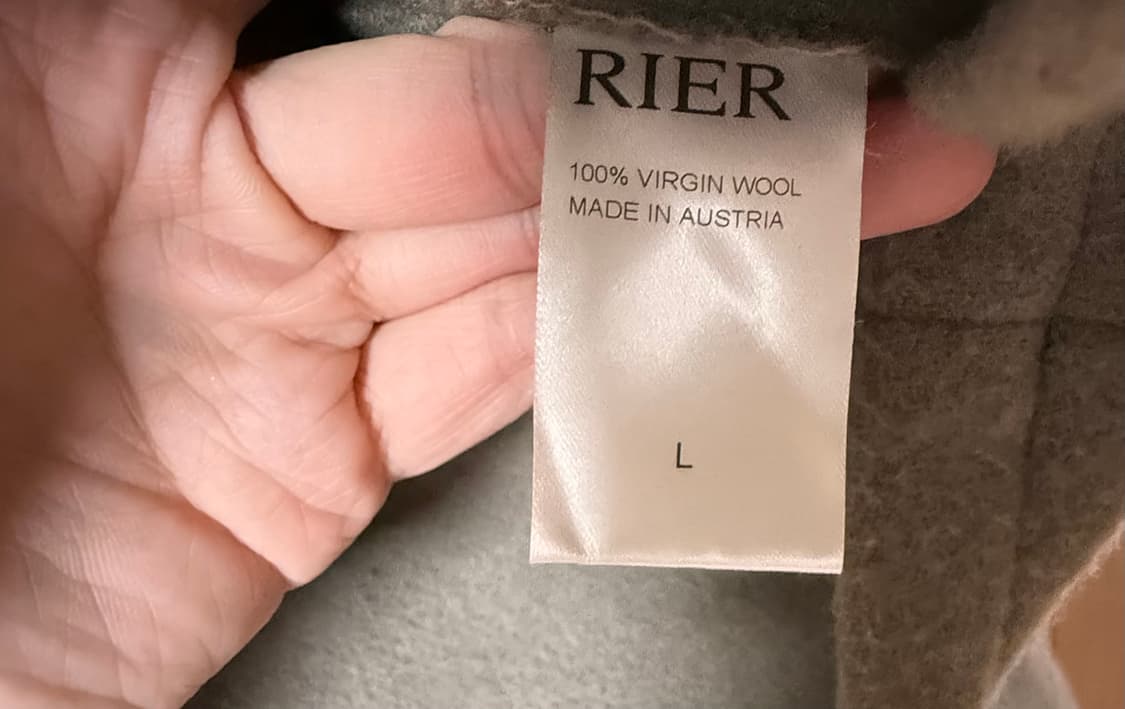 RIER
100% VIRGIN WOOL
MADE IN AUSTRIA
L